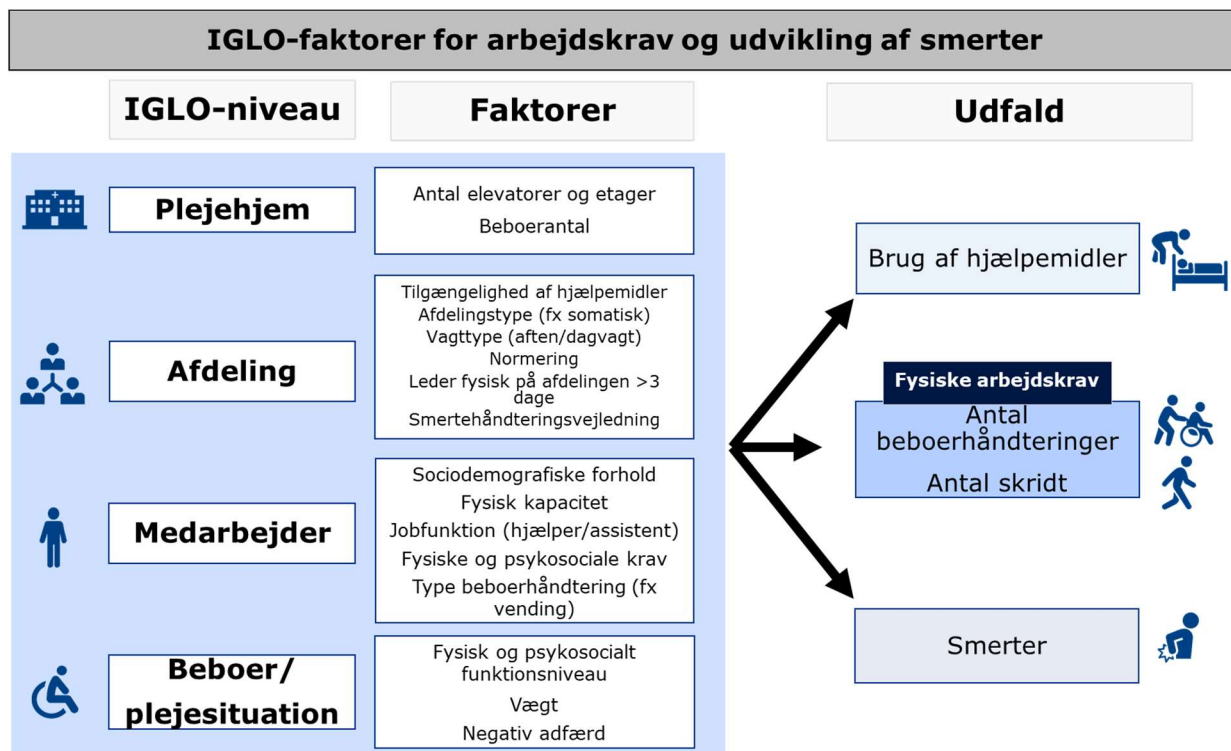 IGLO-faktorer for arbejdskrav og udvikling af smerter
IGLO-niveau
Faktorer
Udfald
Plejehjem
Antal elevatorer og etager
Beboerantal
Afdeling
Tilgængelighed af hjælpemidler
Afdelingstype (fx somatisk)
Vagttype (aften/dagvagt)
Normering
Leder fysisk på afdelingen >3
dage
Smertehåndteringsvejledning
Medarbejder
Sociodemografiske forhold
Fysisk kapacitet
Jobfunktion (hjælper/assistent)
Fysiske og psykosociale krav
Type beboerhåndtering (fx
vending)
Beboer/
plejesituation
Fysisk og psykosocialt
funktionsniveau
Vægt
Negativ adfærd
Brug af hjælpemidler
Fysiske arbejdskrav
Antal
beboerhåndteringer
Antal skridt
Smerter